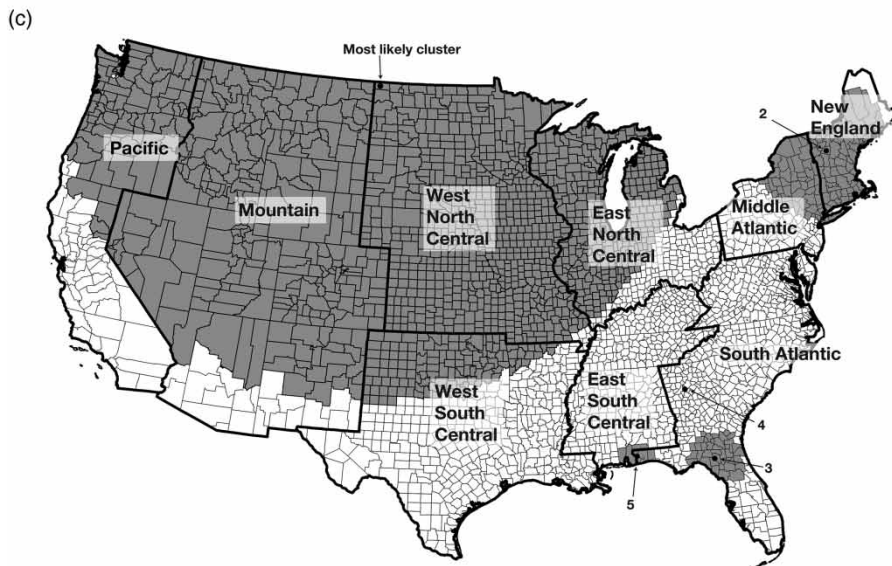 (c)
Most likely cluster
2
New
England
Pacific
Mountain
West
North
Central
East
North
Central
Middle
Atlantic
South Atlantic
West
South
Central
East
South
Central
4
3
5